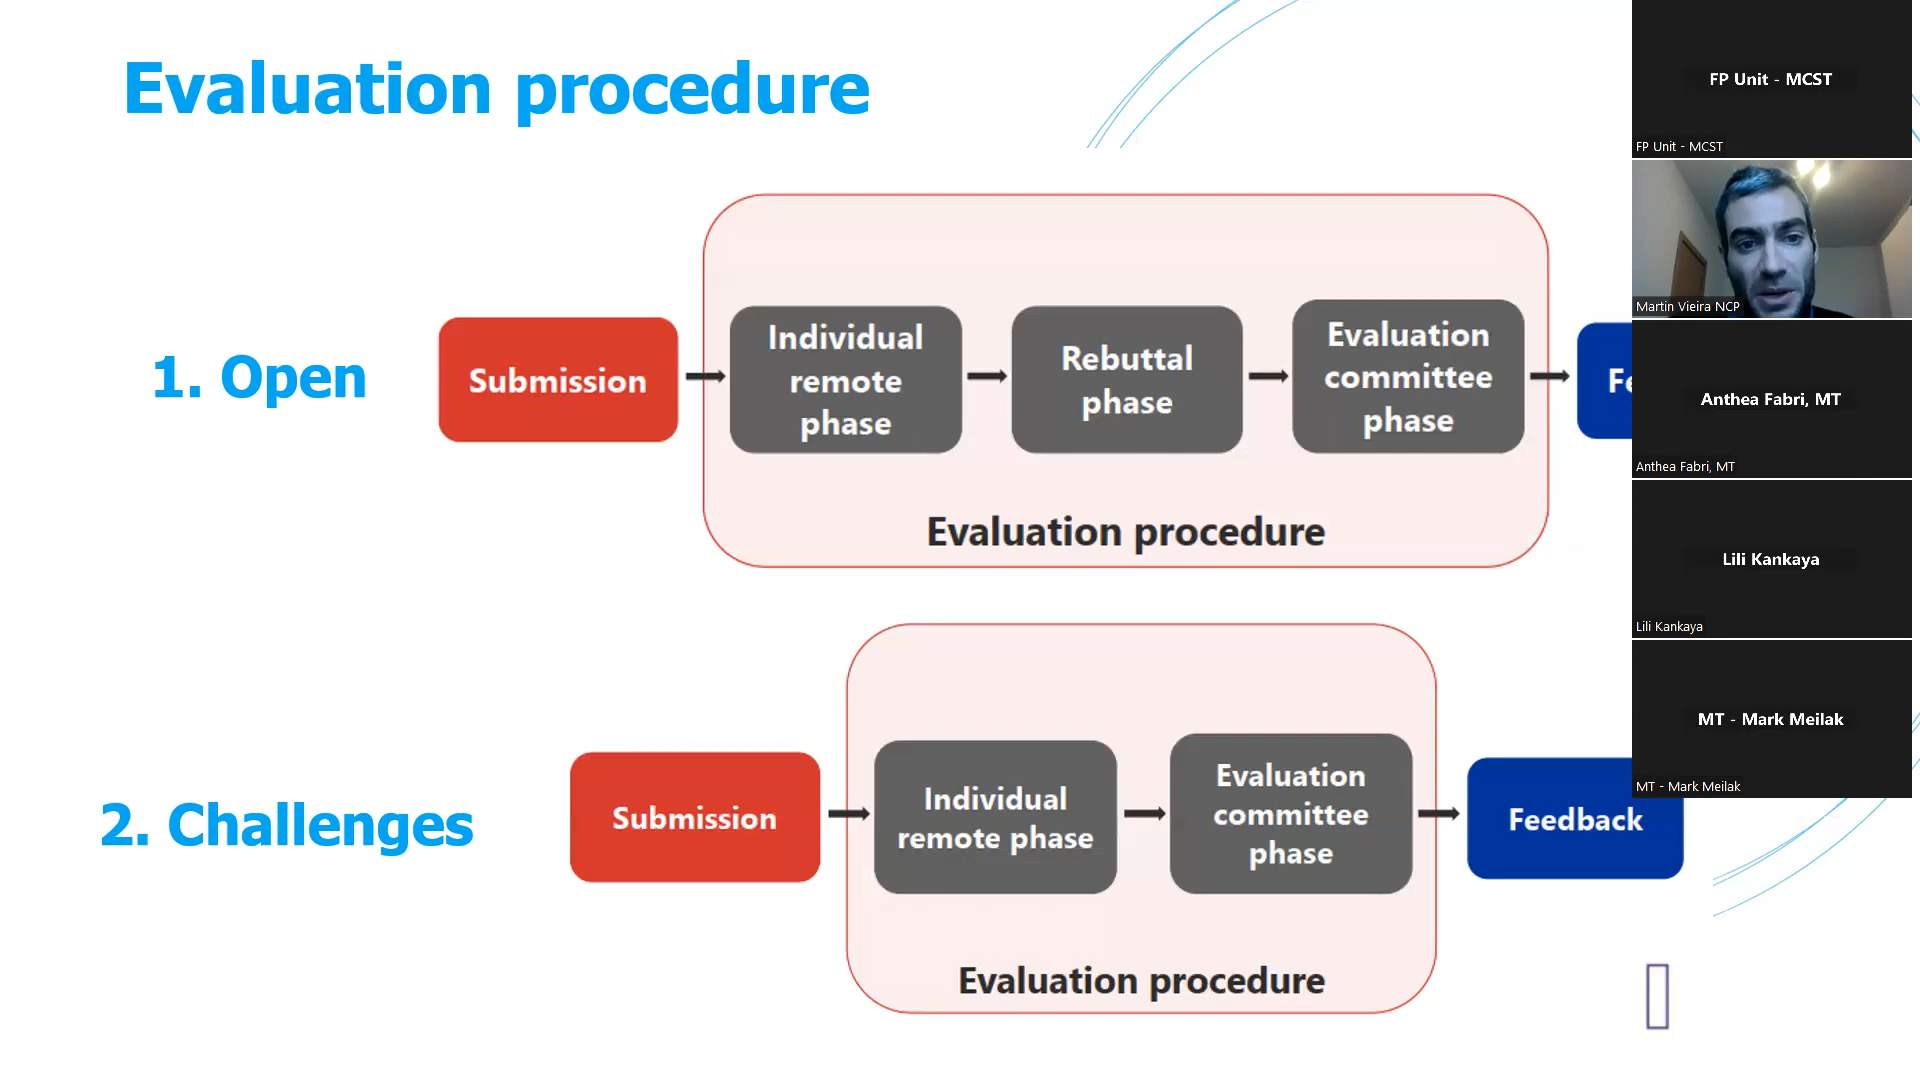 Evaluation procedure
1. Open
Submission
Individual
remote
phase
Rebuttal
phase
Evaluation
committee
phase
Evaluation procedure
2. Challenges
Submission
Individual
remote phase
Evaluation
committee
phase
Feedback
Evaluation procedure
FP Unit - MCST
FP Unit - MCST
Martin Vieira NCP
Anthea Fabri, MT
Anthea Fabri, MT
Lili Kankaya
Lili Kankaya
MT - Mark Meilak
MT - Mark Meilak